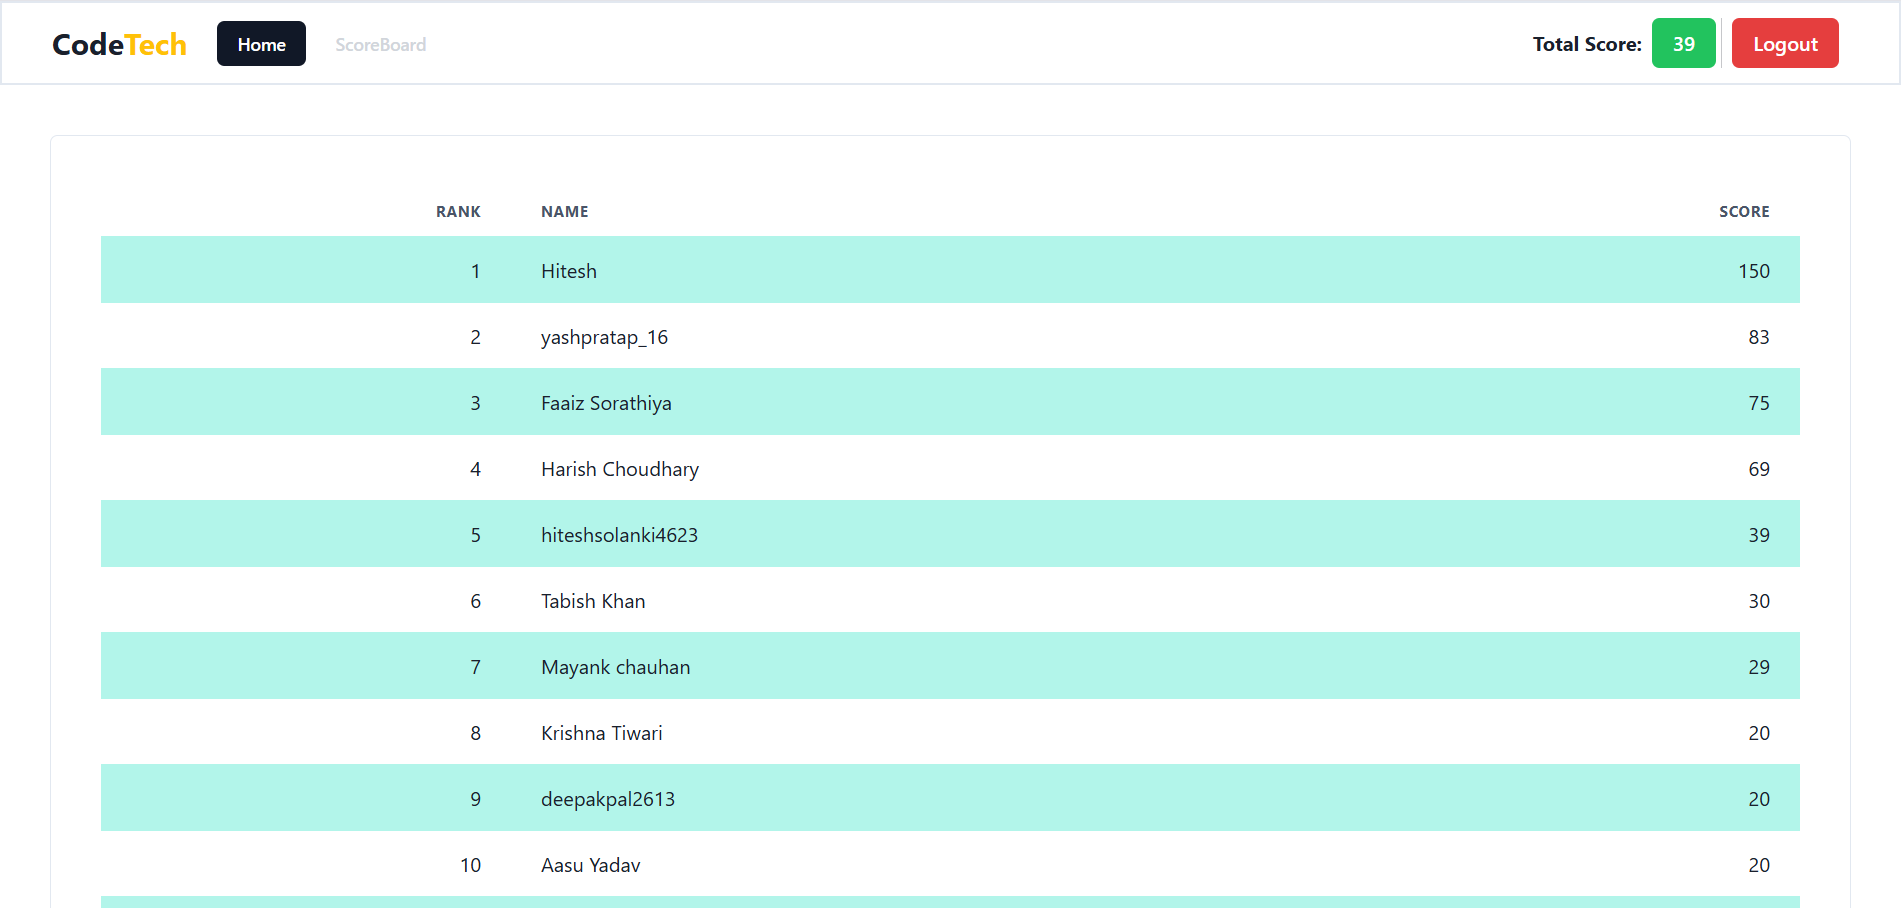 CodeTech Home ScoreBoard Total Score: 39 Logout
RANK NAME SCORE
1 Hitesh 150
2 yashpratap_16 83
3 Faaiz Sorathiya 75
4 Harish Choudhary 69
5 hiteshsolanki4623 39
6 Tabish Khan 30
7 Mayank chauhan 29
8 Krishna Tiwari 20
9 deepakpal2613 20
10 Aasu Yadav 20